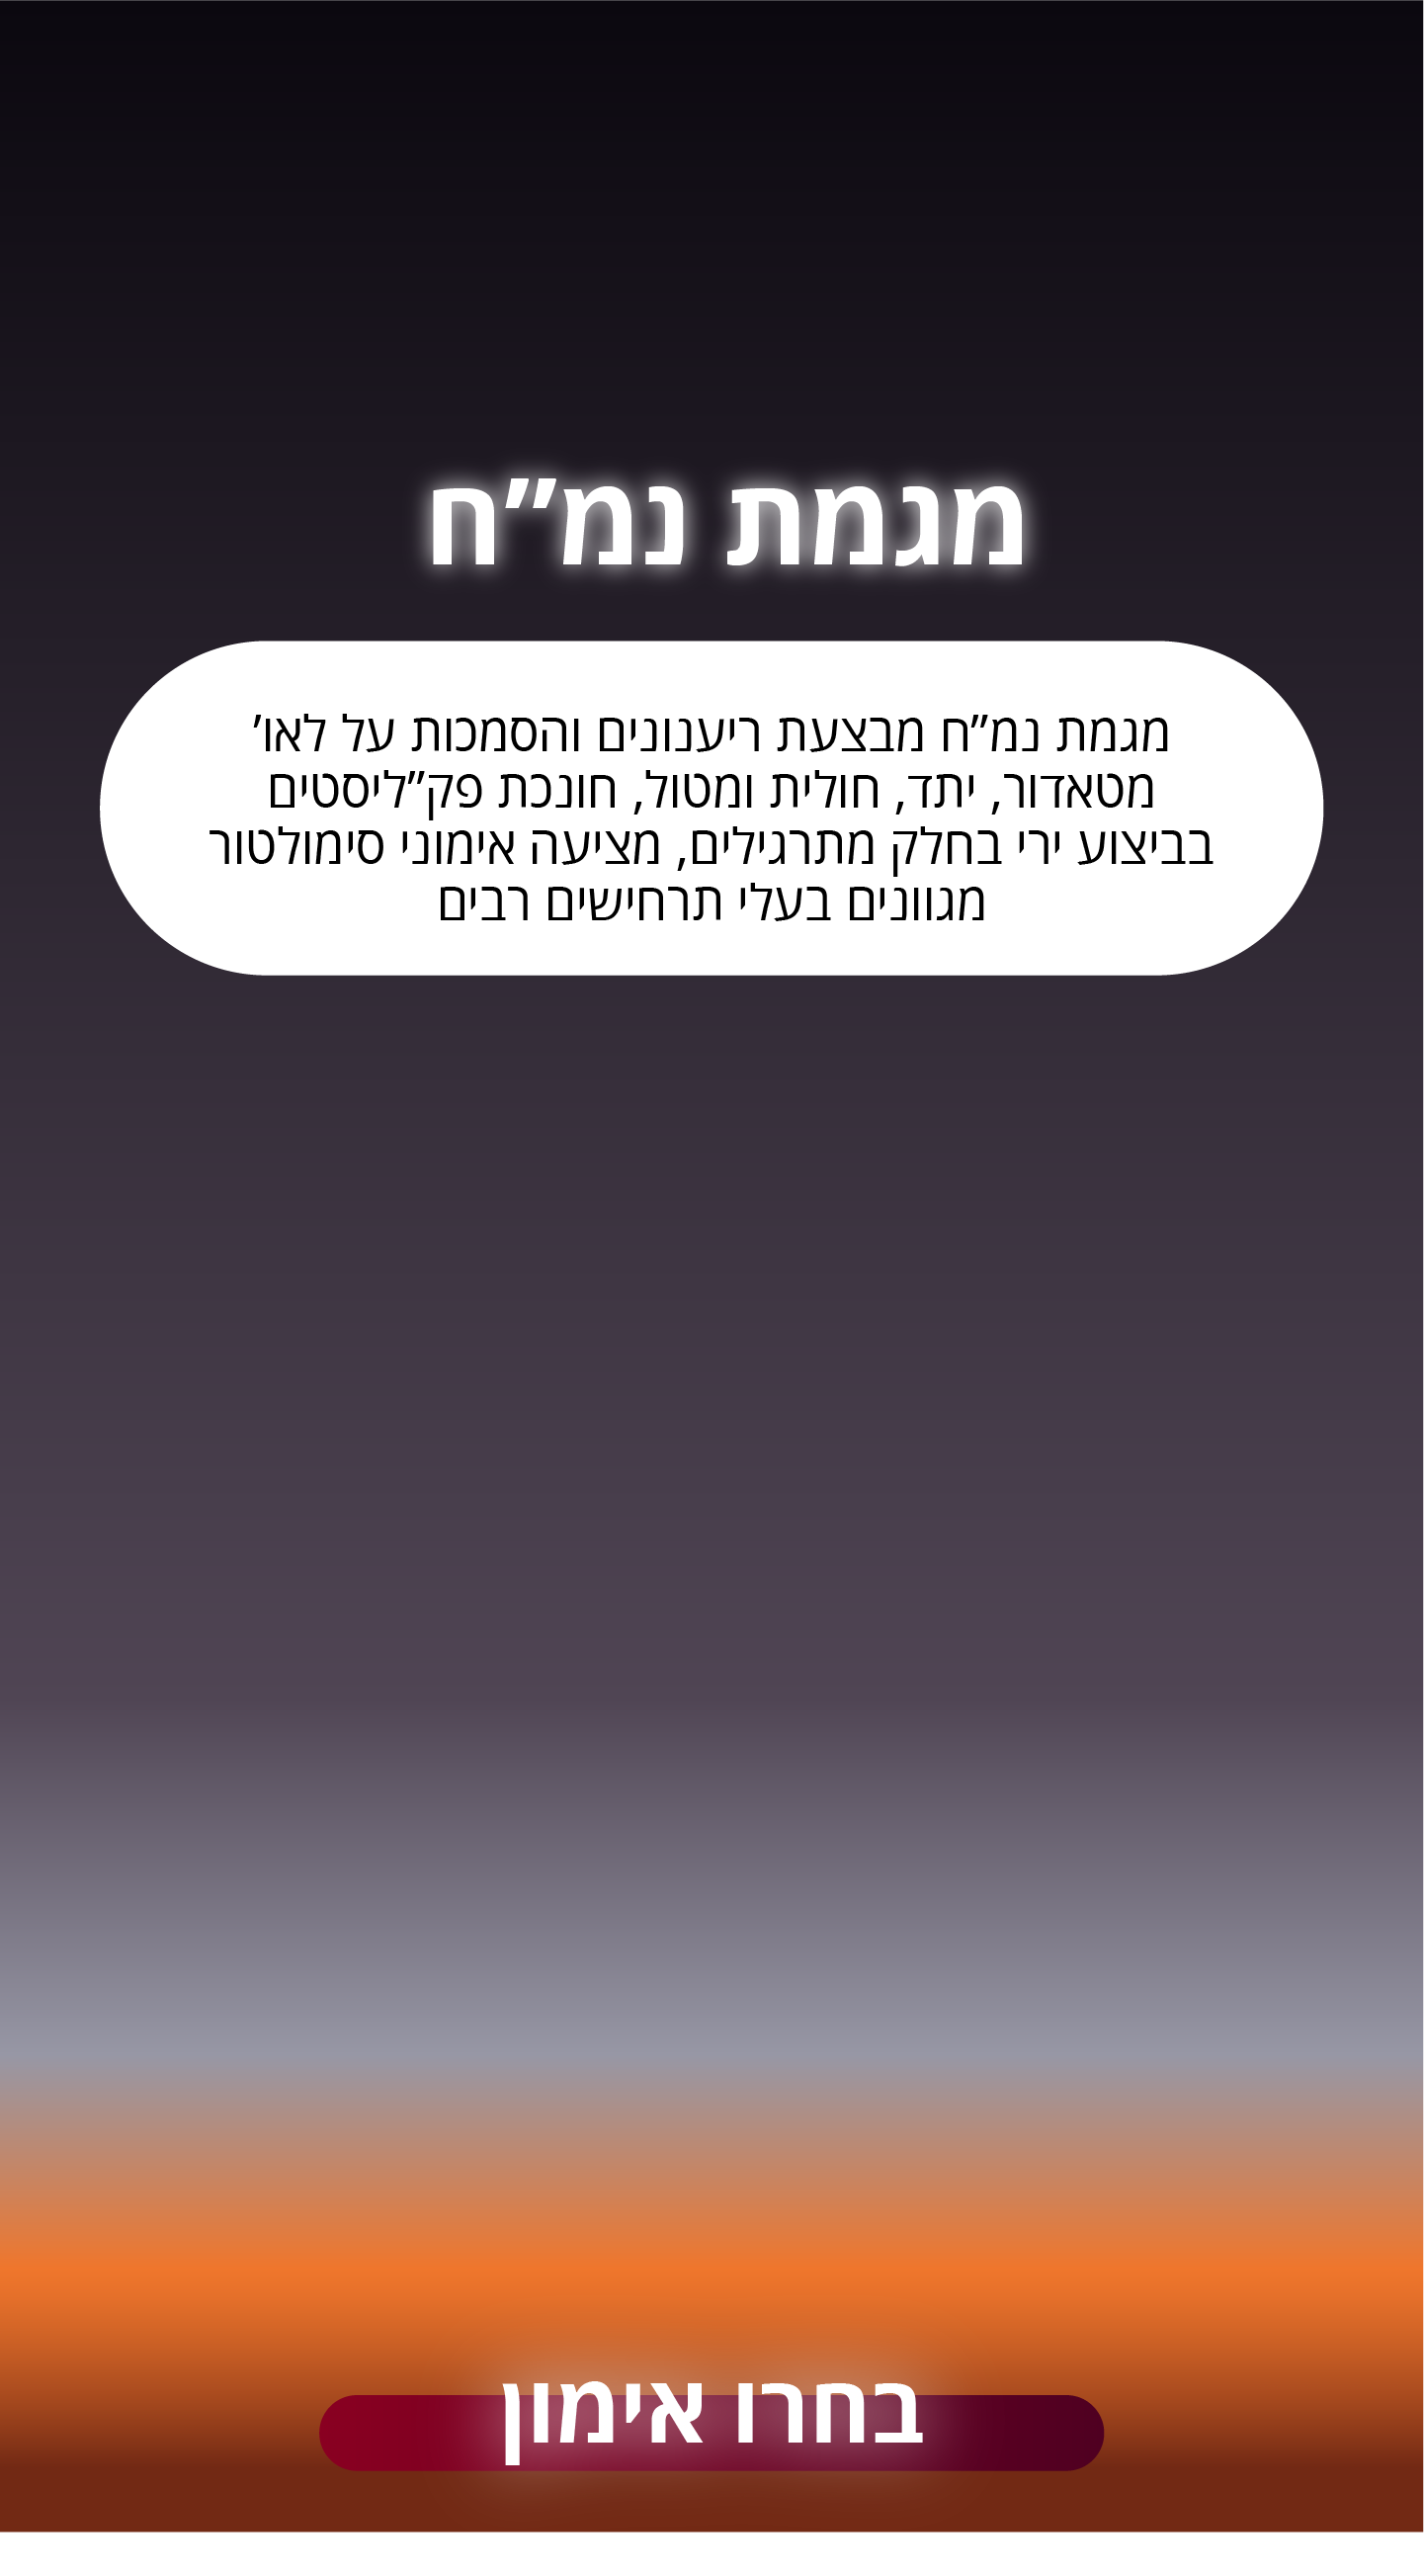 מגמת נמ״ח
מגמת נמ״ח מבצעת ריענונים והסמכות על לאו׳
מטאדור, יתד, חולית ומטול, חונכת פק״ליסטים
בביצוע ירי בחלק מתרגילים, מציעה אימוני סימולטור
מגוונים בעלי תרחישים רבים
בחרו אימון